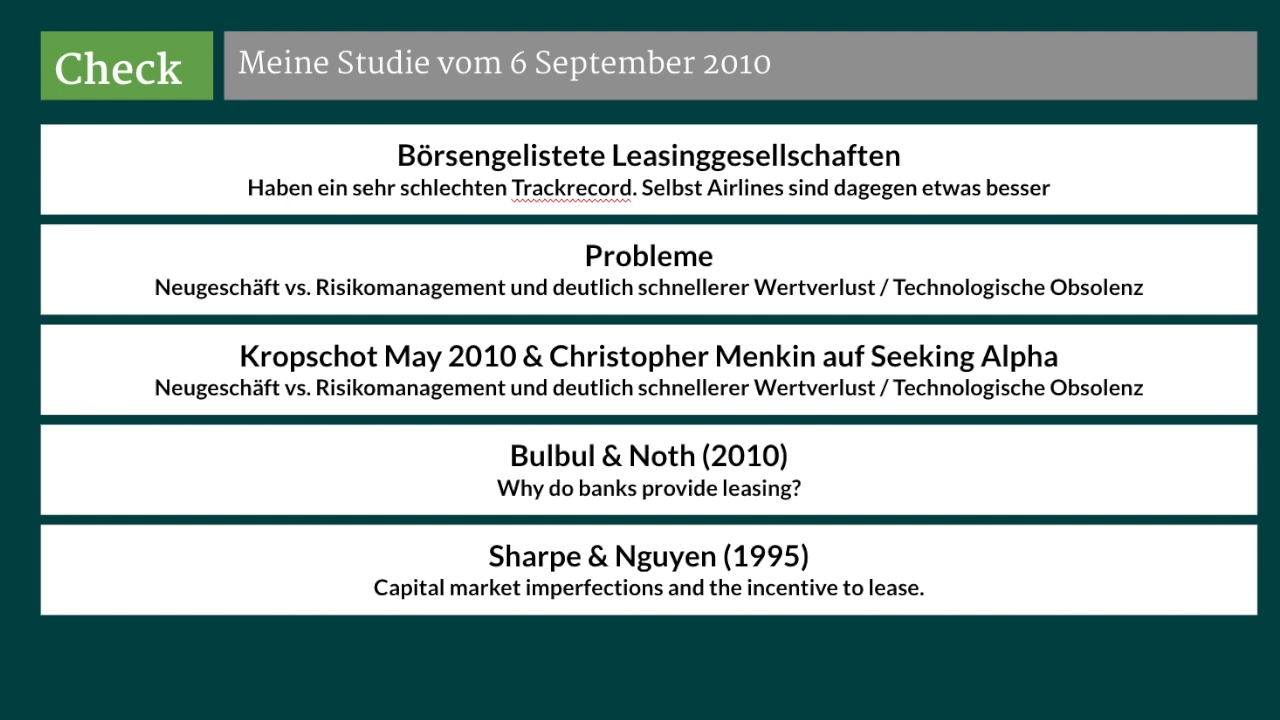 Check
Meine Studie vom 6 September 2010
Börsengelistete Leasinggesellschaften
Haben ein sehr schlechten Trackrecord. Selbst Airlines sind dagegen etwas besser
Probleme
Neugeschäft vs. Risikomanagement und deutlich schnellerer Wertverlust / Technologische Obsolenz
Kropschot May 2010 & Christopher Menkin auf Seeking Alpha
Neugeschäft vs. Risikomanagement und deutlich schnellerer Wertverlust / Technologische Obsolenz
Bulbul & Noth (2010)
Why do banks provide leasing?
Sharpe & Nguyen (1995)
Capital market imperfections and the incentive to lease.